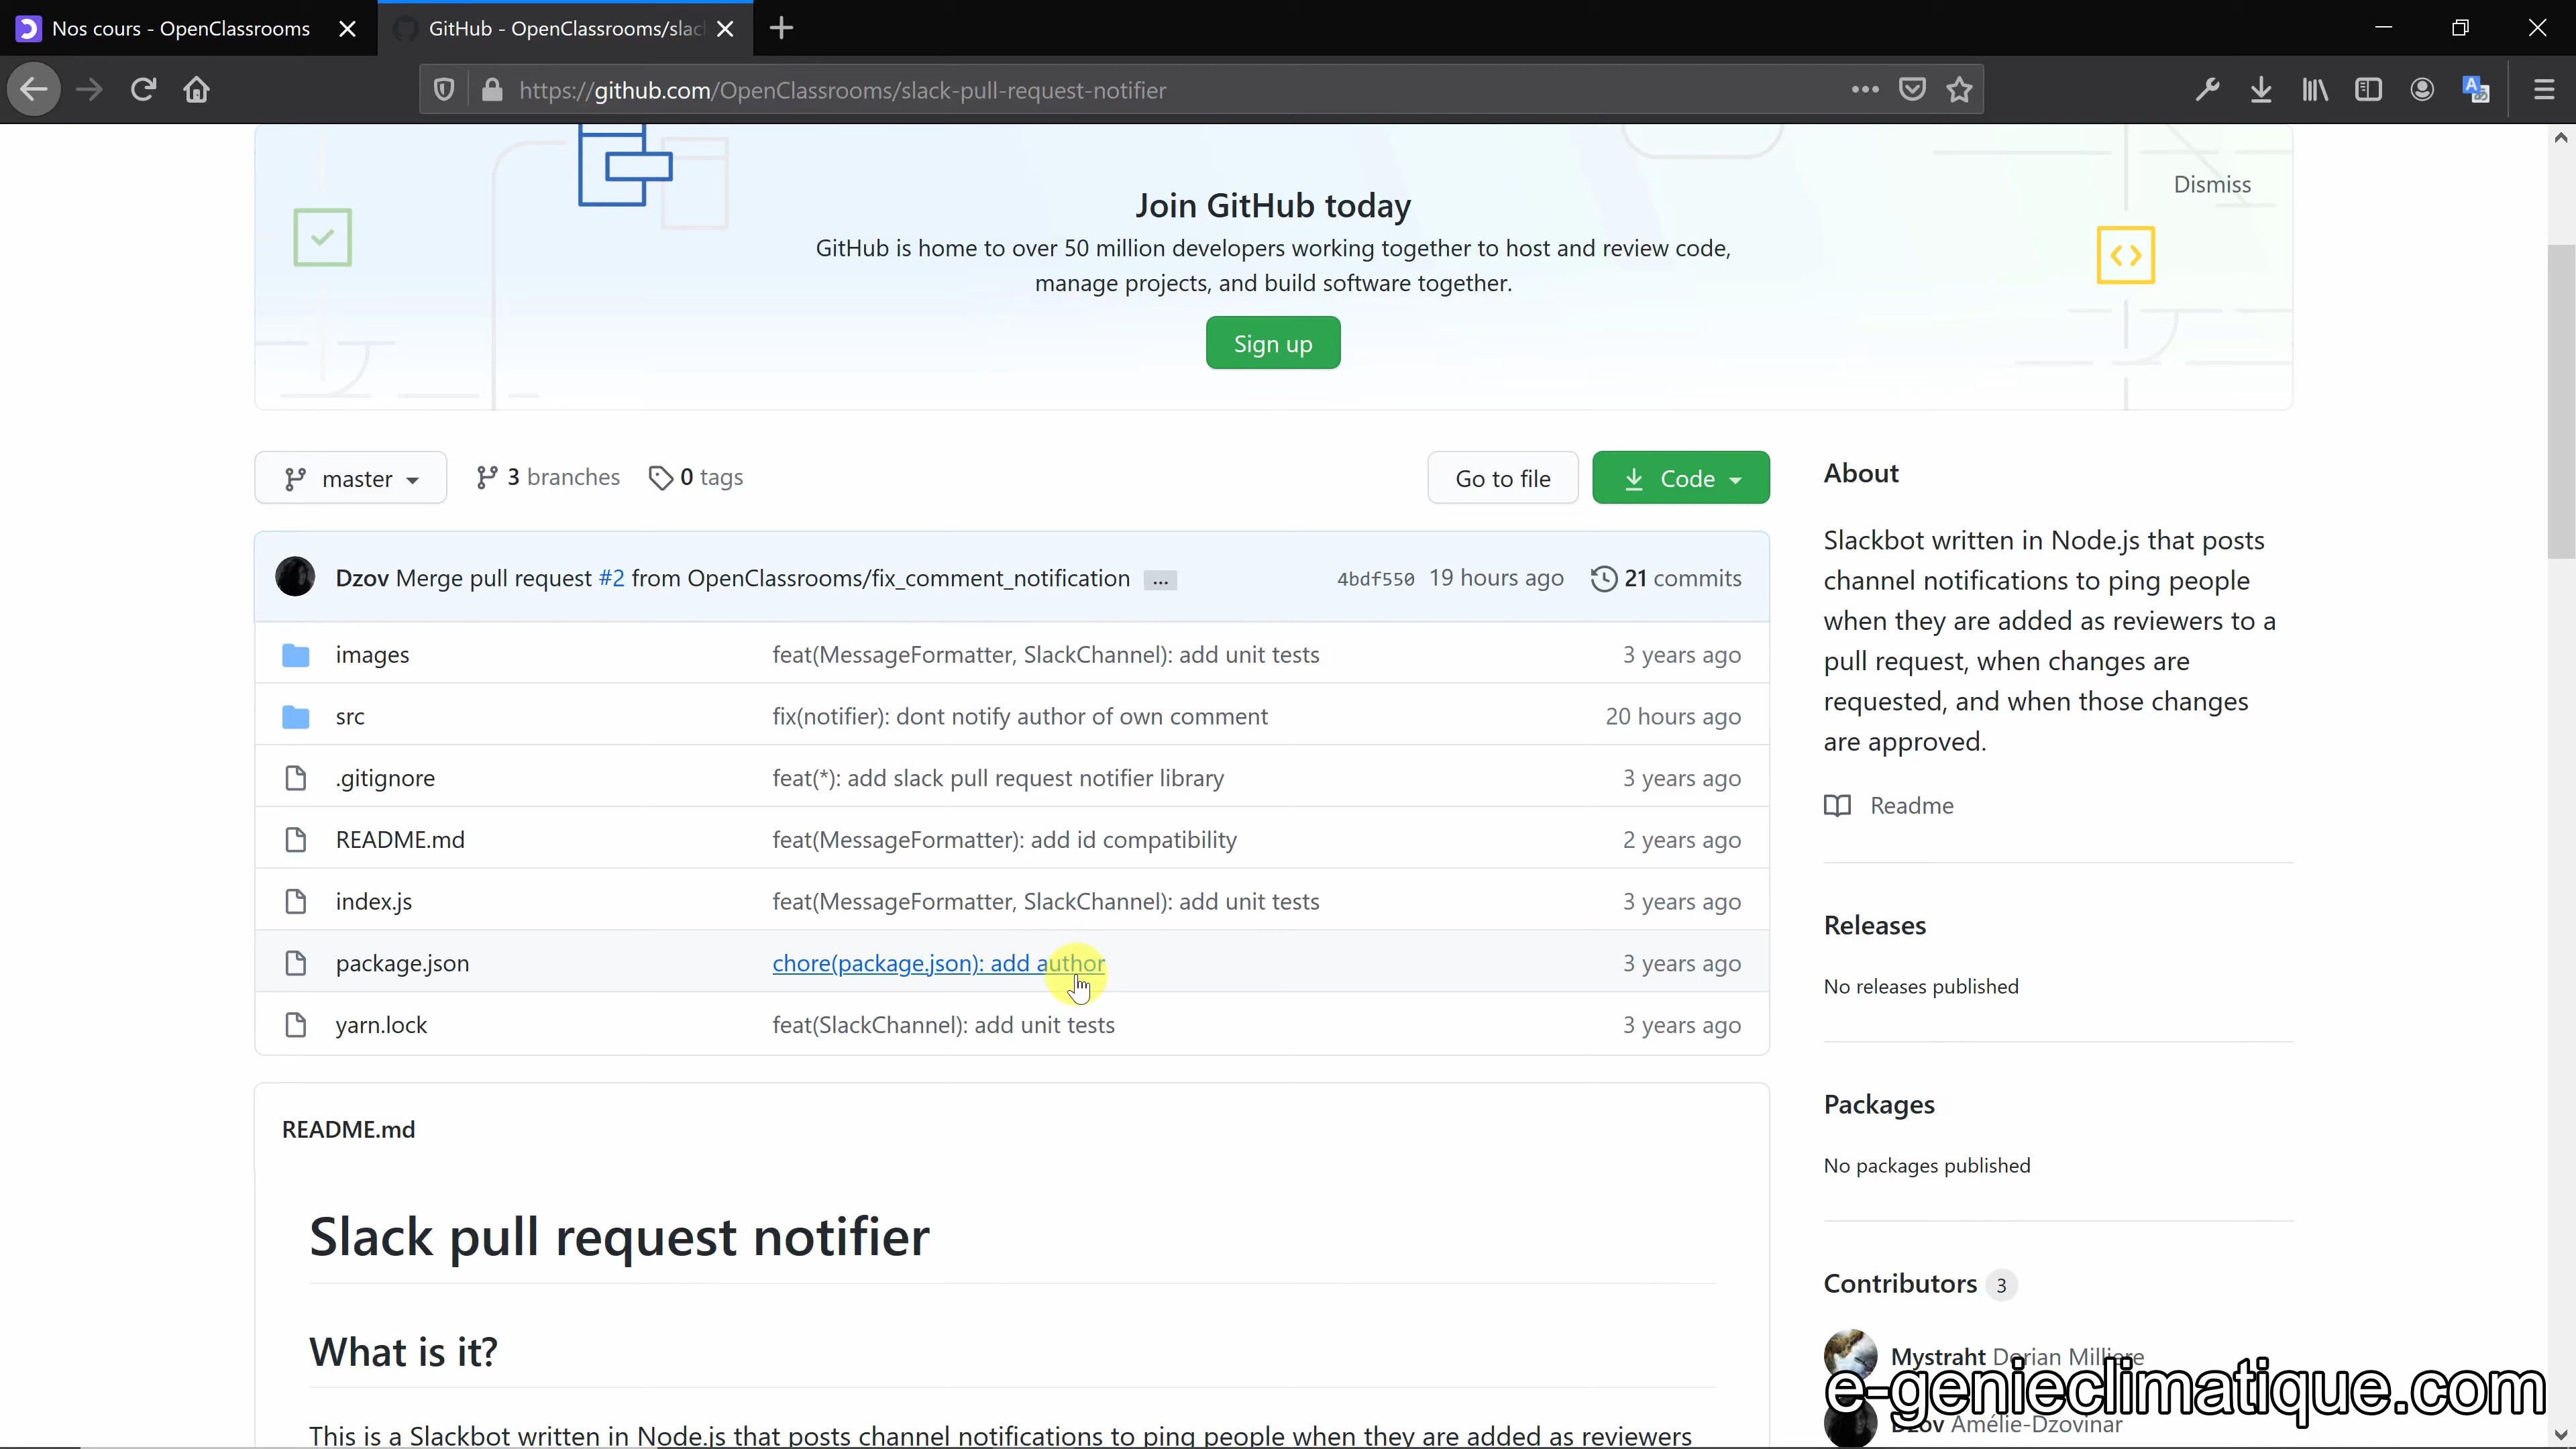 Nos cours - OpenClassrooms
GitHub - OpenClassrooms/slac
https://github.com/OpenClassrooms/slack-pull-request-notifier
Dismiss
Join GitHub today
GitHub is home to over 50 million developers working together to host and review code,
manage projects, and build software together.
Sign up
master
3 branches
0 tags
Go to file
Code
Dzov Merge pull request #2 from OpenClassrooms/fix_comment_notification ...
4bdf550 19 hours ago
21 commits
images feat(MessageFormatter, SlackChannel): add unit tests 3 years ago
src fix(notifier): dont notify author of own comment 20 hours ago
.gitignore feat(*): add slack pull request notifier library 3 years ago
README.md feat(MessageFormatter): add id compatibility 2 years ago
index.js feat(MessageFormatter, SlackChannel): add unit tests 3 years ago
package.json chore(package.json): add author 3 years ago
yarn.lock feat(SlackChannel): add unit tests 3 years ago
README.md
Slack pull request notifier
What is it?
This is a Slackbot written in Node.js that posts channel notifications to ping people when they are added as reviewers
About
Slackbot written in Node.js that posts
channel notifications to ping people
when they are added as reviewers to a
pull request, when changes are
requested, and when those changes
are approved.
Readme
Releases
No releases published
Packages
No packages published
Contributors 3
Mystraht Dorian Milliere
e-genieclimatique.com
Dzov Amélie-Dzovinar